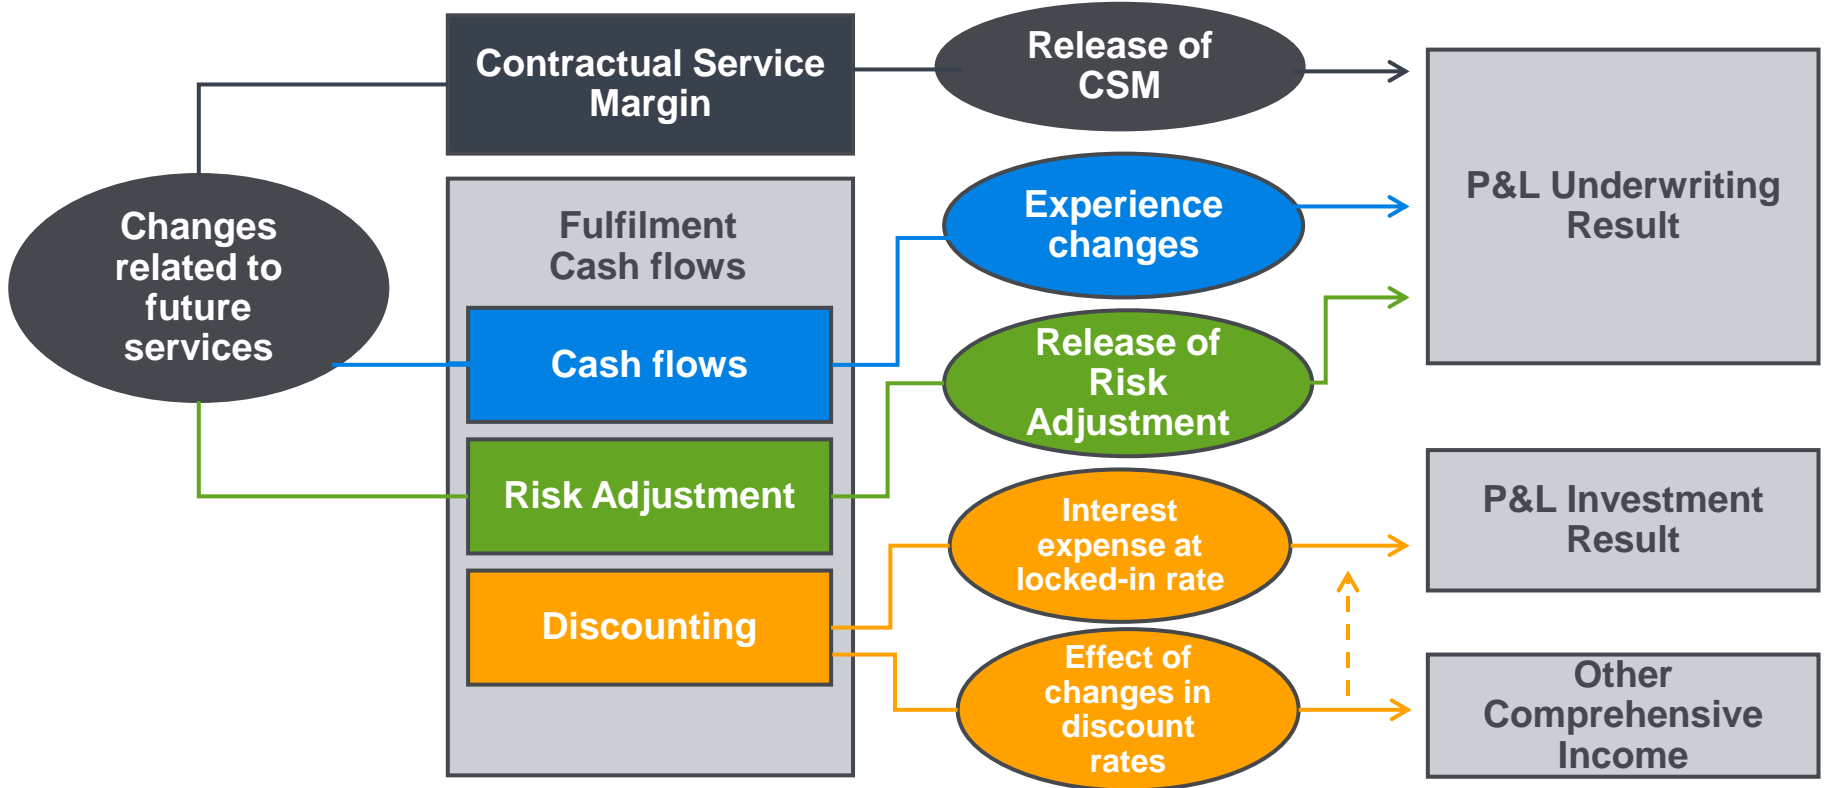 Contractual Service
Margin
Release of
CSM
Changes
related to
future
services
Fulfilment
Cash flows
Experience
changes
P&L Underwriting
Result
Cash flows
Release of
Risk
Adjustment
Risk Adjustment
Interest
expense at
locked-in rate
P&L Investment
Result
Discounting
Effect of
changes in
discount
rates
Other
Comprehensive
Income